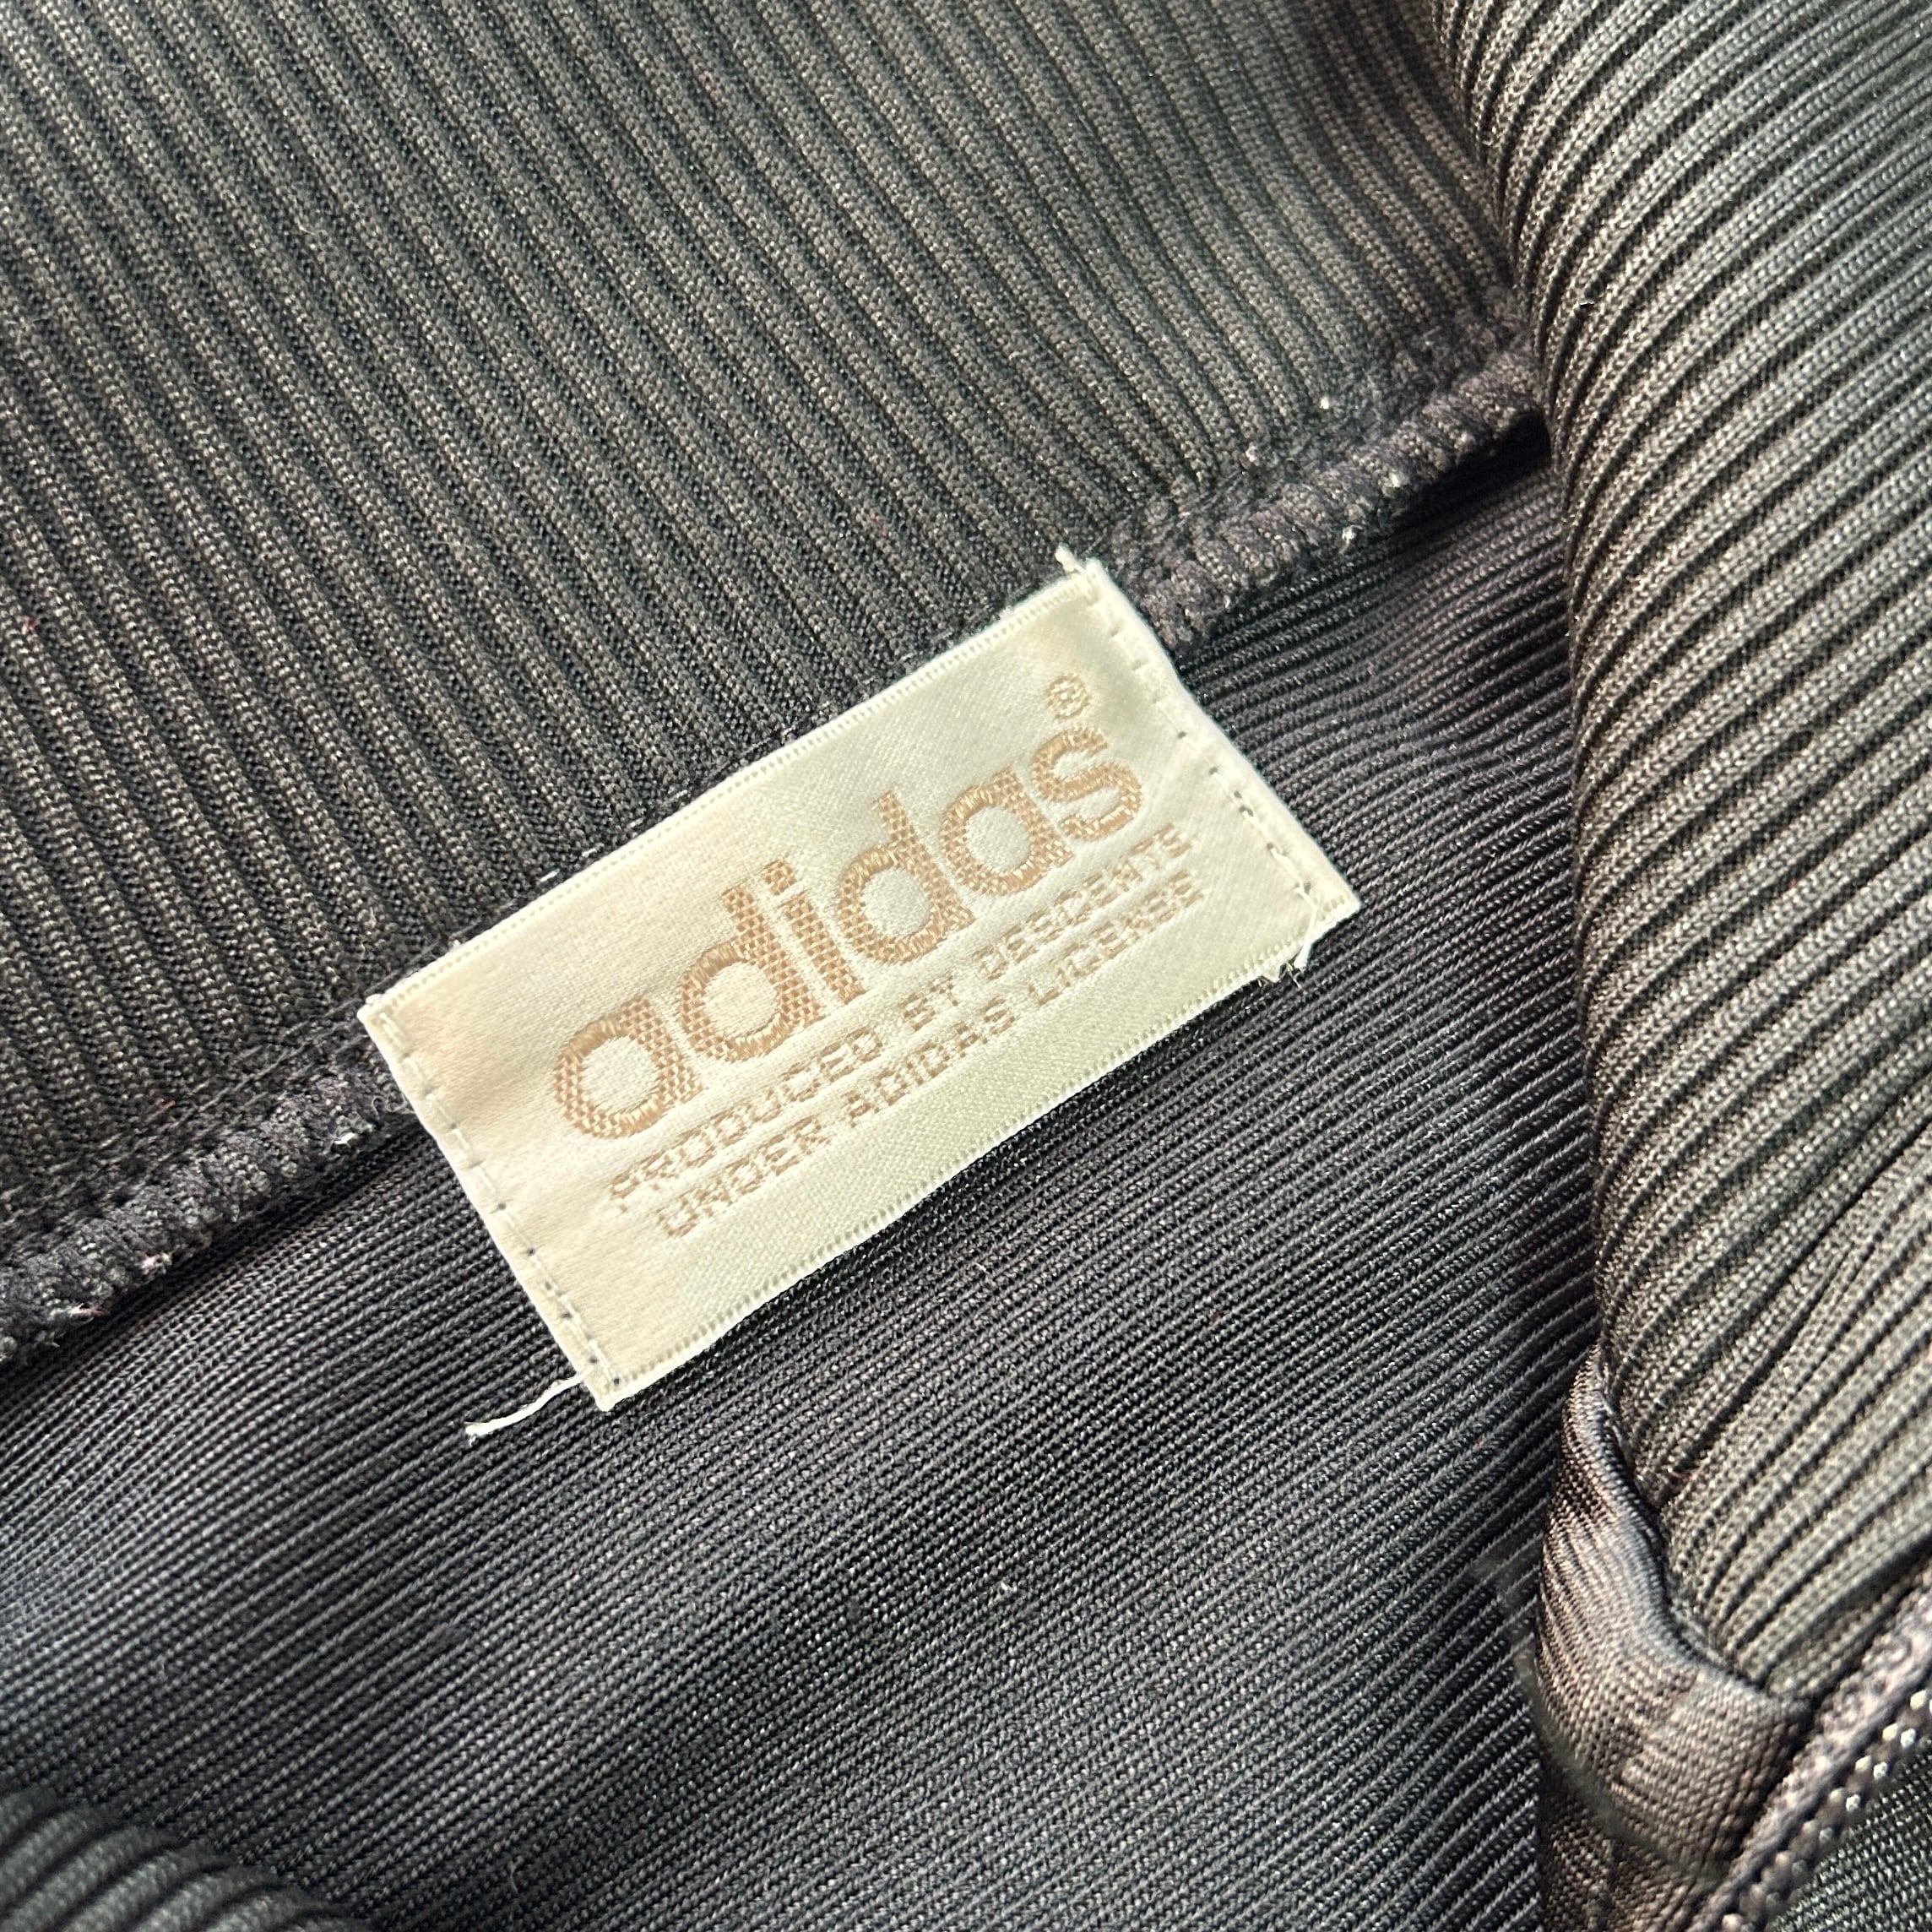 adidas®
PRODUCED BY DESCENTE
UNDER ADIDAS LICENSE